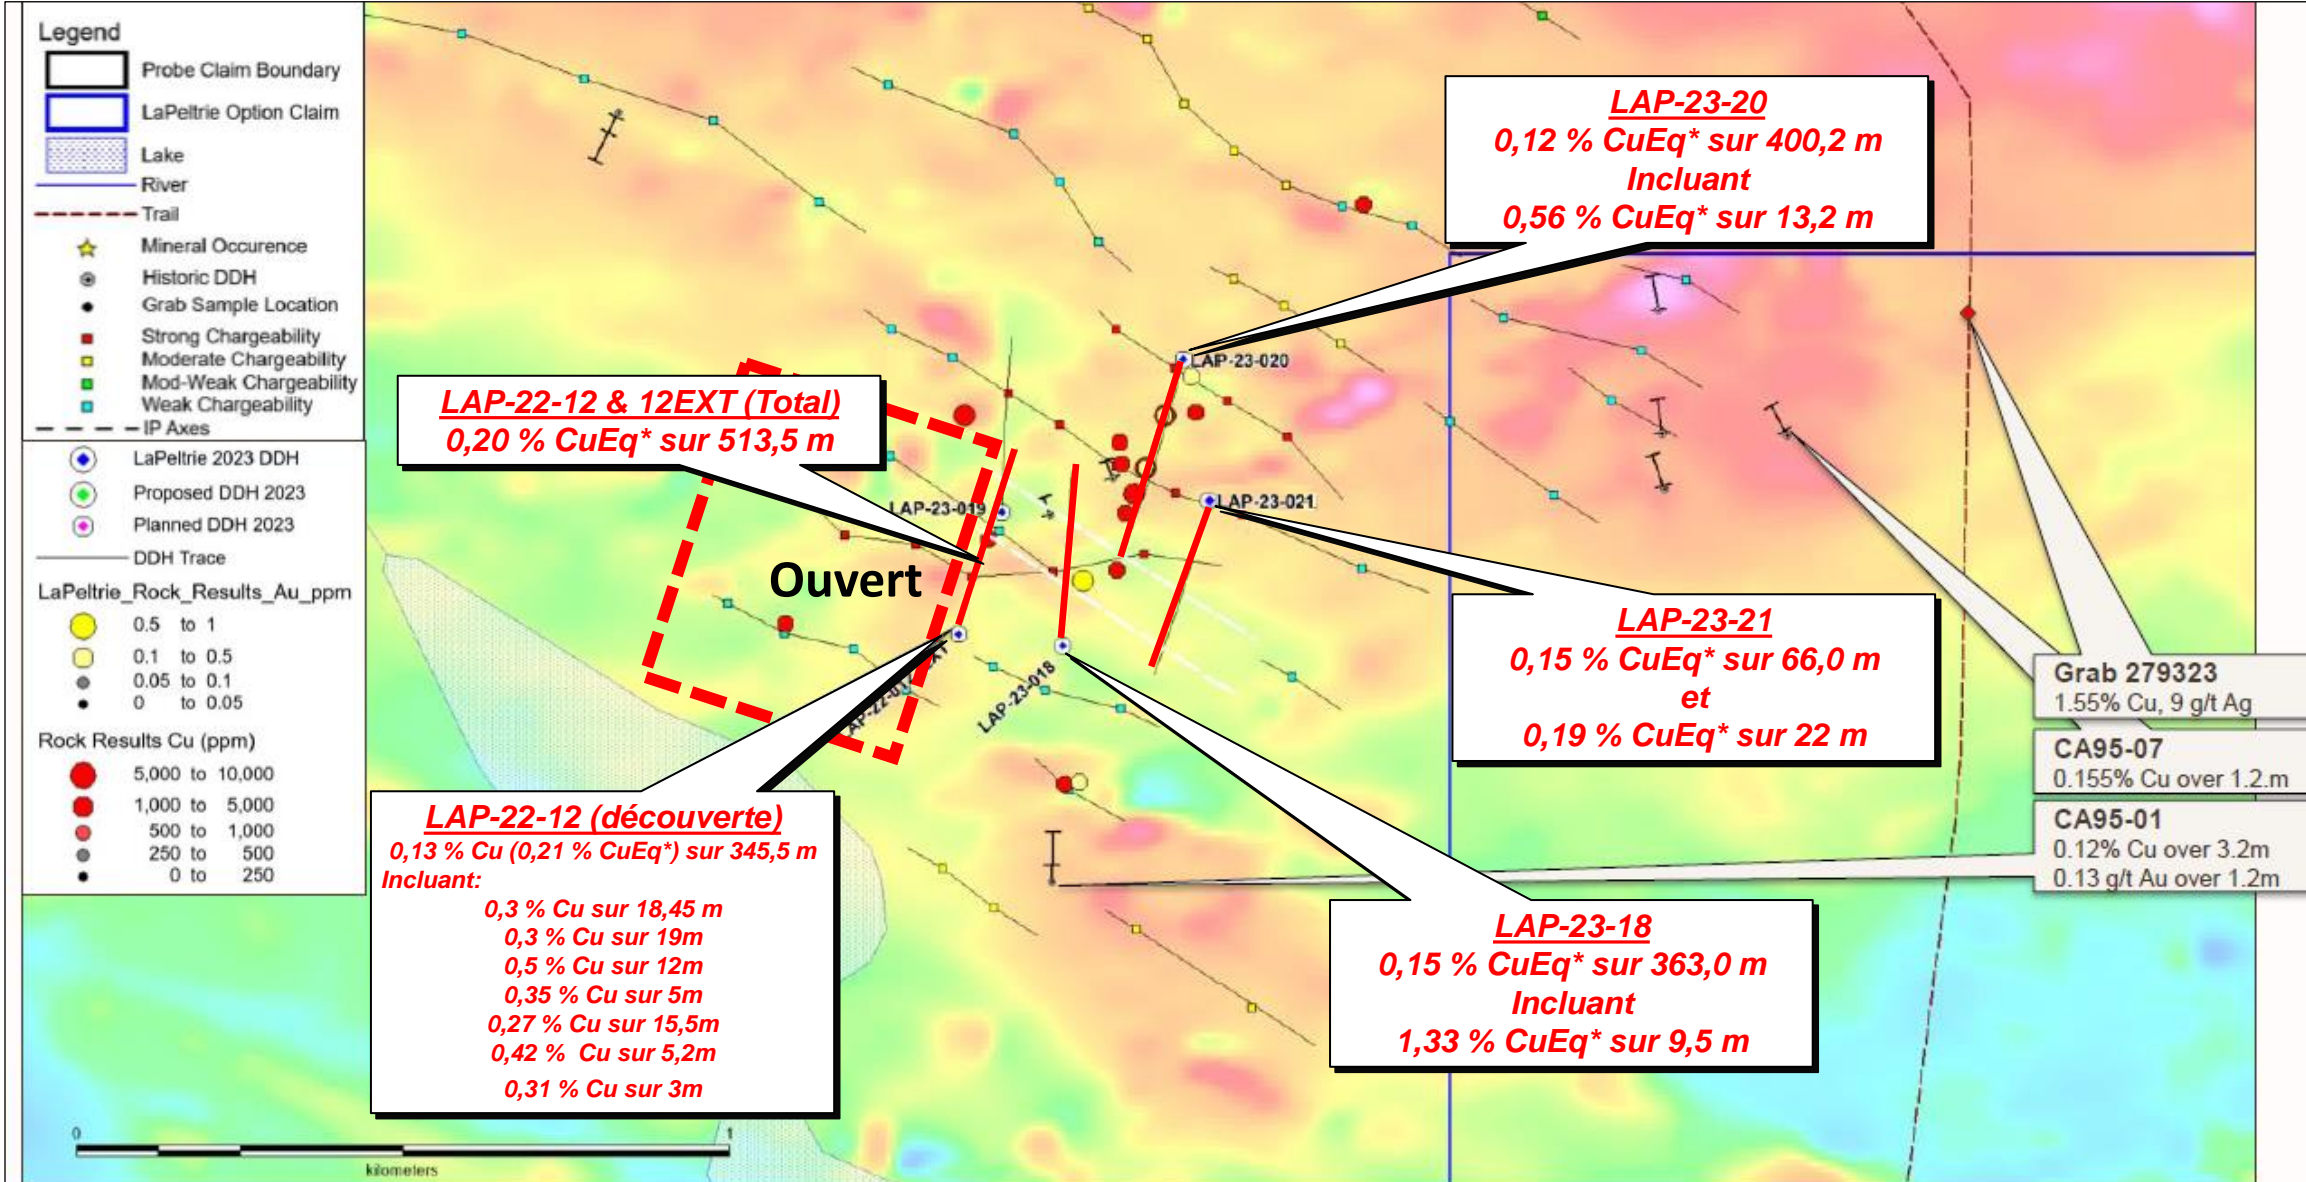 Legend
Probe Claim Boundary
LaPeltrie Option Claim
Lake
River
Trail
Mineral Occurence
Historic DDH
Grab Sample Location
Strong Chargeability
Moderate Chargeability
Mod-Weak Chargeability
Weak Chargeability
IP Axes
LaPeltrie 2023 DDH
Proposed DDH 2023
Planned DDH 2023
DDH Trace
LaPeltrie_Rock_Results_Au_ppm
0.5 to 1
0.1 to 0.5
0.05 to 0.1
0 to 0.05
Rock Results Cu (ppm)
5,000 to 10,000
1,000 to 5,000
500 to 1,000
250 to 500
0 to 250
0 1
kilometers
LAP-23-20
0,12 % CuEq* sur 400,2 m
Incluant
0,56 % CuEq* sur 13,2 m
LAP-23-020
LAP-22-12 & 12EXT (Total)
0,20 % CuEq* sur 513,5 m
LAP-23-019
LAP-23-021
Ouvert
LAP-23-018
LAP-23-21
0,15 % CuEq* sur 66,0 m
et
0,19 % CuEq* sur 22 m
Grab 279323
1.55% Cu, 9 g/t Ag
CA95-07
0.155% Cu over 1.2.m
CA95-01
0.12% Cu over 3.2m
0.13 g/t Au over 1.2m
LAP-22-12 (découverte)
0,13 % Cu (0,21 % CuEq*) sur 345,5 m
Incluant:
0,3 % Cu sur 18,45 m
0,3 % Cu sur 19m
0,5 % Cu sur 12m
0,35 % Cu sur 5m
0,27 % Cu sur 15,5m
0,42 % Cu sur 5,2m
0,31 % Cu sur 3m
LAP-23-18
0,15 % CuEq* sur 363,0 m
Incluant
1,33 % CuEq* sur 9,5 m